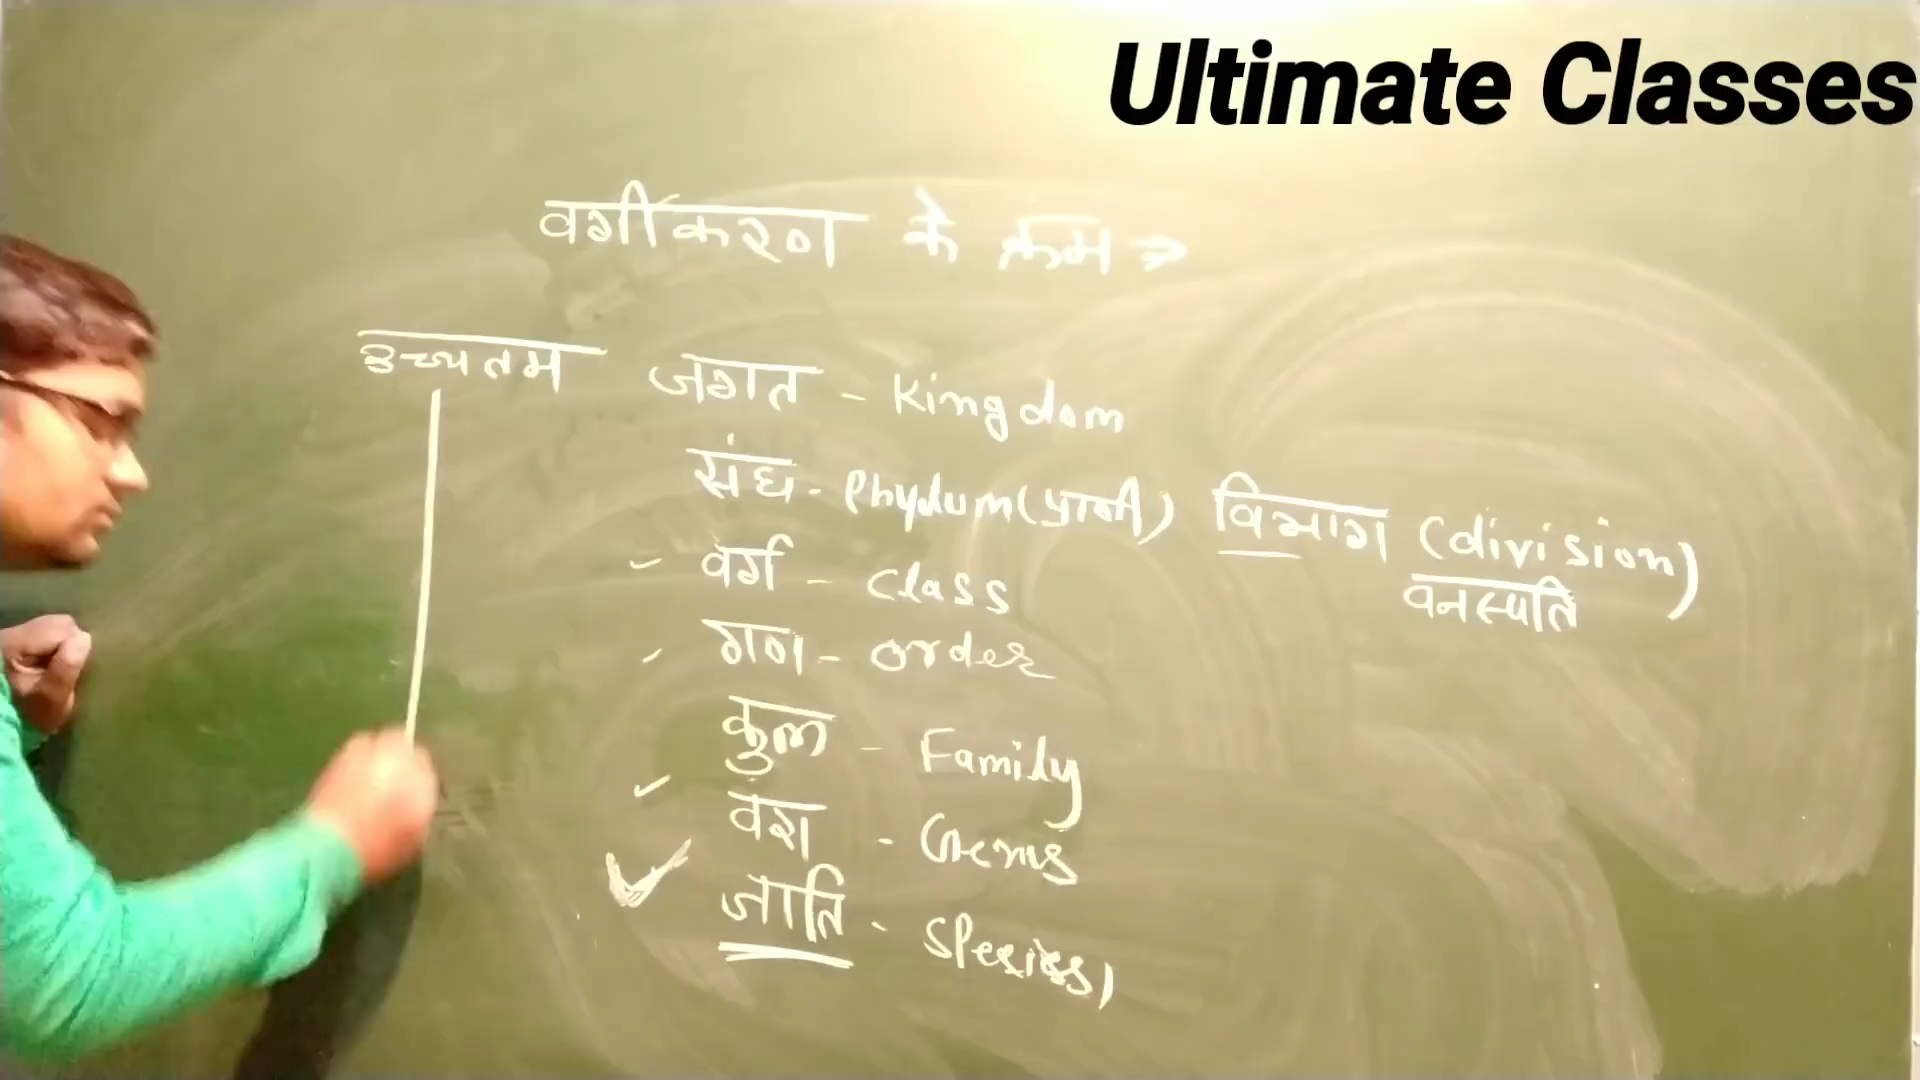 Ultimate Classes
वर्गीकरण के क्रम →
उच्चतम जगत - Kingdom
संघ - Phylum (प्राणी) विभाग (division)
वनस्पति
वर्ग - Class
गण - order
कुल - Family
वंश - Genus
जाति - Species)